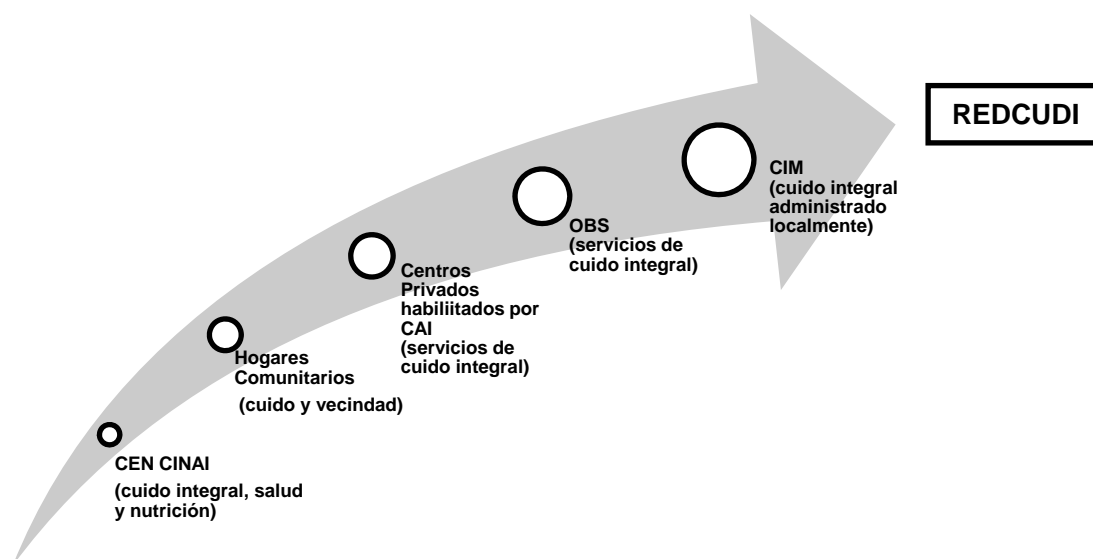 REDCUDI
CIM
(cuido integral
administrado
localmente)
OBS
(servicios de
cuido integral)
Centros
Privados
habiliitados por
CAI
(servicios de
cuido integral)
Hogares
Comunitarios
(cuido y vecindad)
CEN CINAI
(cuido integral, salud
y nutrición)